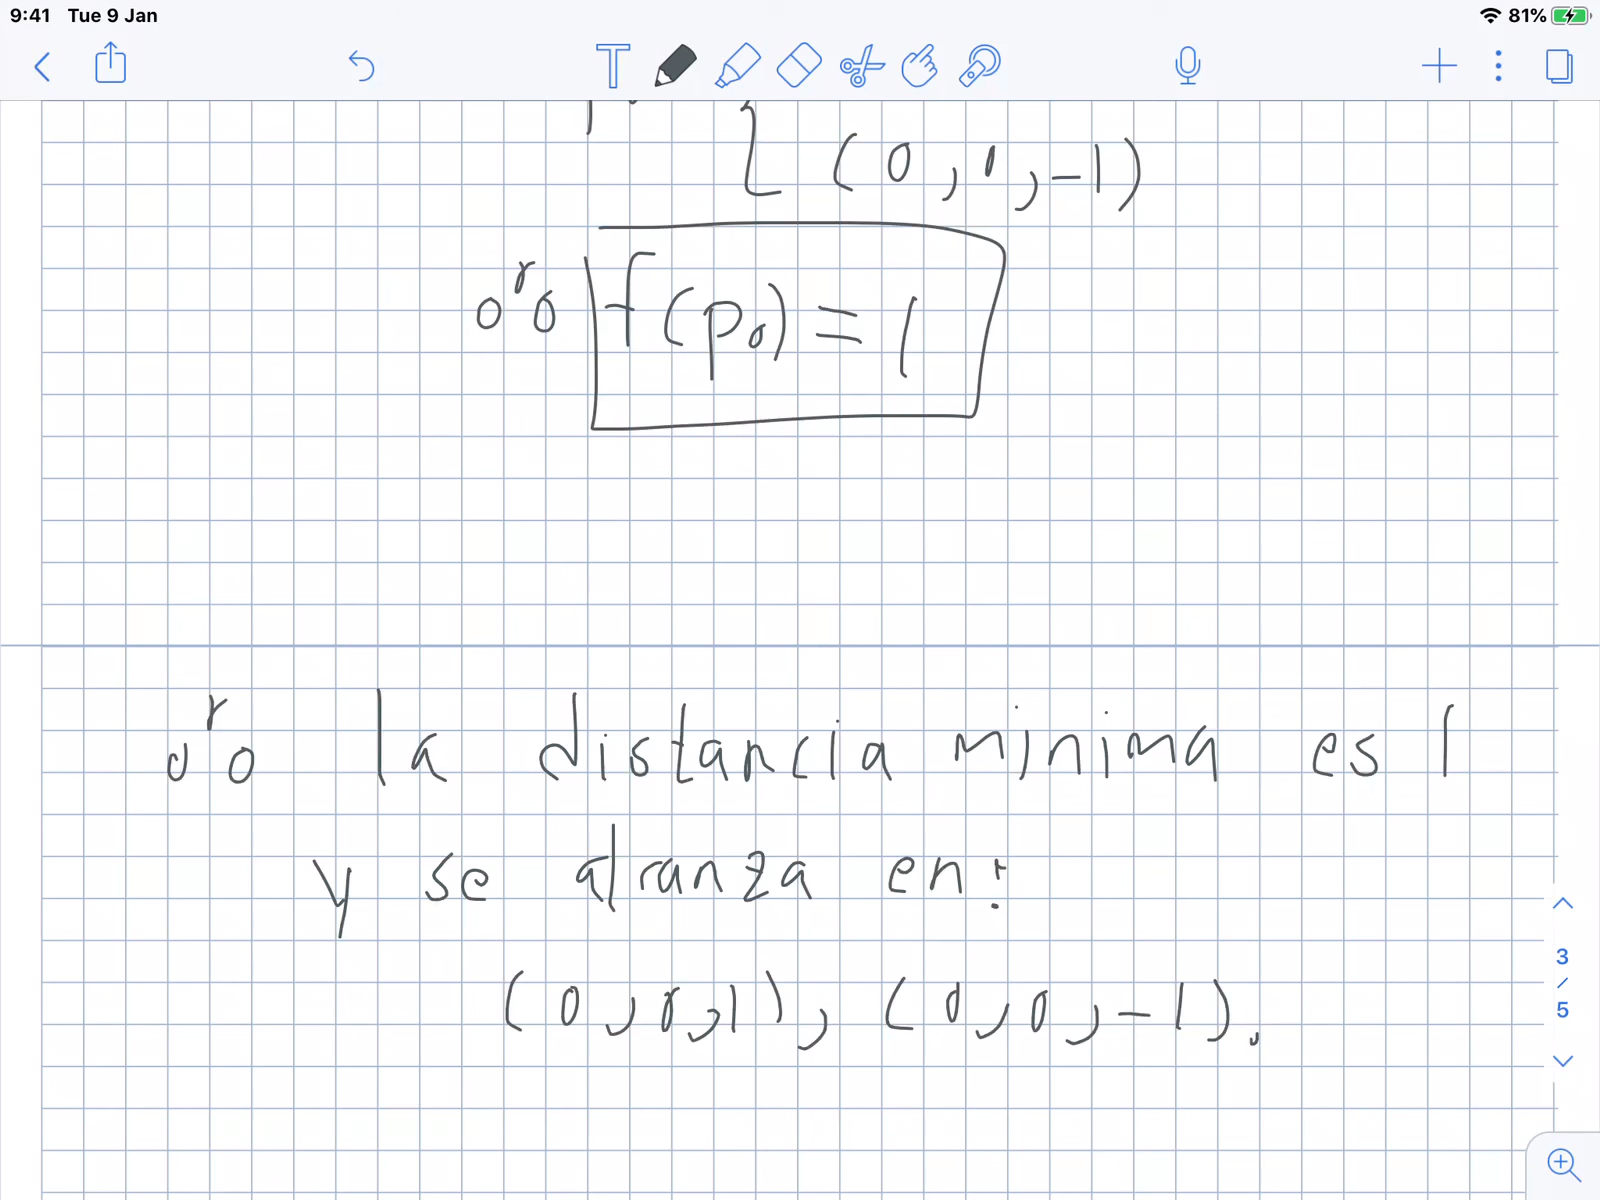 9:41 Tue 9 Jan 81%
(0, 0, -1)
∴ f(p₀) = 1
∴ la distancia minima es 1
y se alcanza en:
(0, 0, 1), (0, 0, -1).
3
/
5